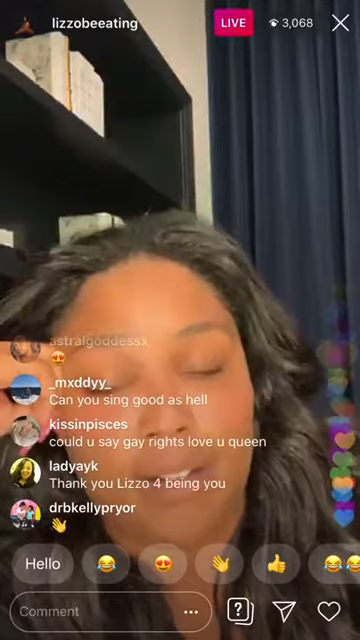 lizzobeeating
LIVE
3,068
astralgoddessx
😍
_mxddyy_
Can you sing good as hell
kissinpisces
could u say gay rights love u queen
ladyayk
Thank you Lizzo 4 being you
drbkellypryor
👋
Hello 😂 😍 👋 👍 😂😂
Comment